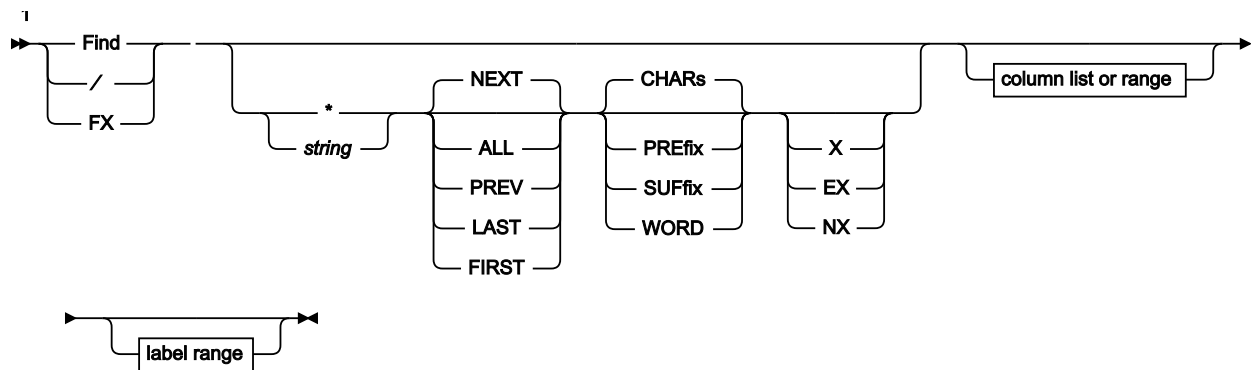 Find
/
FX
*
string
NEXT
ALL
PREV
LAST
FIRST
CHARs
PREfix
SUFfix
WORD
X
EX
NX
column list or range
label range